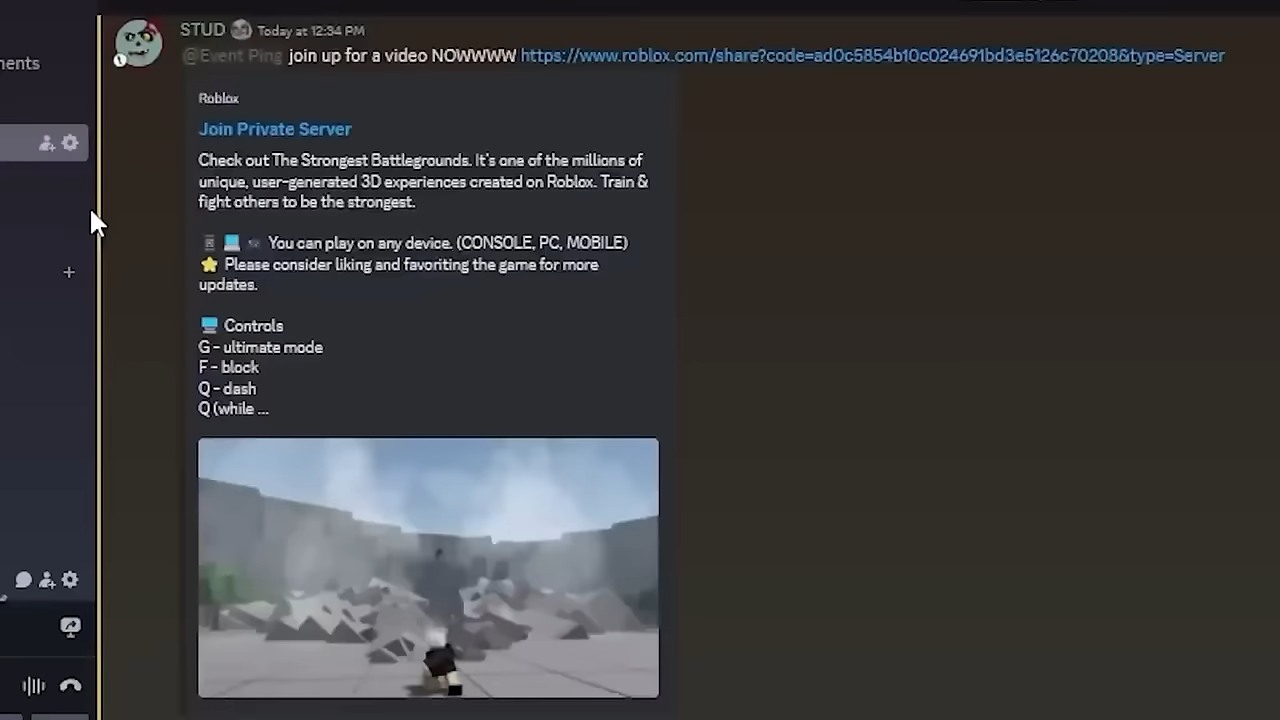 STUD Today at 12:34 PM
@Event Ping join up for a video NOWWWW https://www.roblox.com/share?code=ad0c5854b10c024691bd3e5126c70208&type=Server
ments
Roblox
Join Private Server
Check out The Strongest Battlegrounds. It's one of the millions of
unique, user-generated 3D experiences created on Roblox. Train &
fight others to be the strongest.
You can play on any device. (CONSOLE, PC, MOBILE)
Please consider liking and favoriting the game for more
updates.
Controls
G - ultimate mode
F - block
Q - dash
Q (while ...